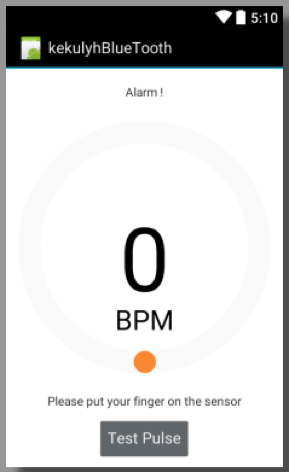 5:10
kekulyhBlueTooth
Alarm !
0
BPM
Please put your finger on the sensor
Test Pulse